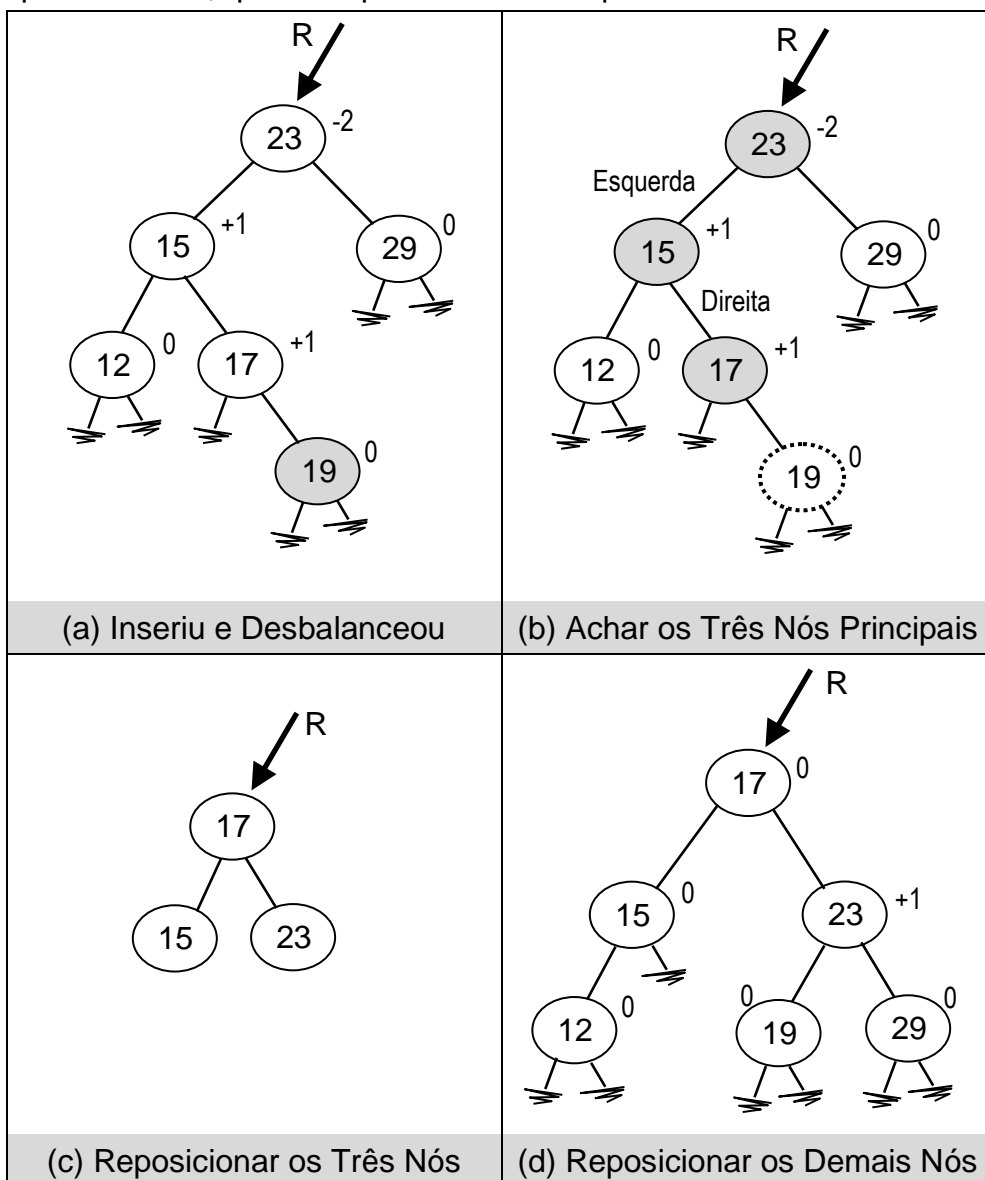 R
23 -2
15 +1
29 0
12 0
17 +1
19 0
(a) Inseriu e Desbalanceou
R
23 -2
Esquerda
15 +1
29 0
Direita
12 0
17 +1
19 0
(b) Achar os Três Nós Principais
R
17
15 23
(c) Reposicionar os Três Nós
R
17 0
15 0
23 +1
12 0
0 19
29 0
(d) Reposicionar os Demais Nós